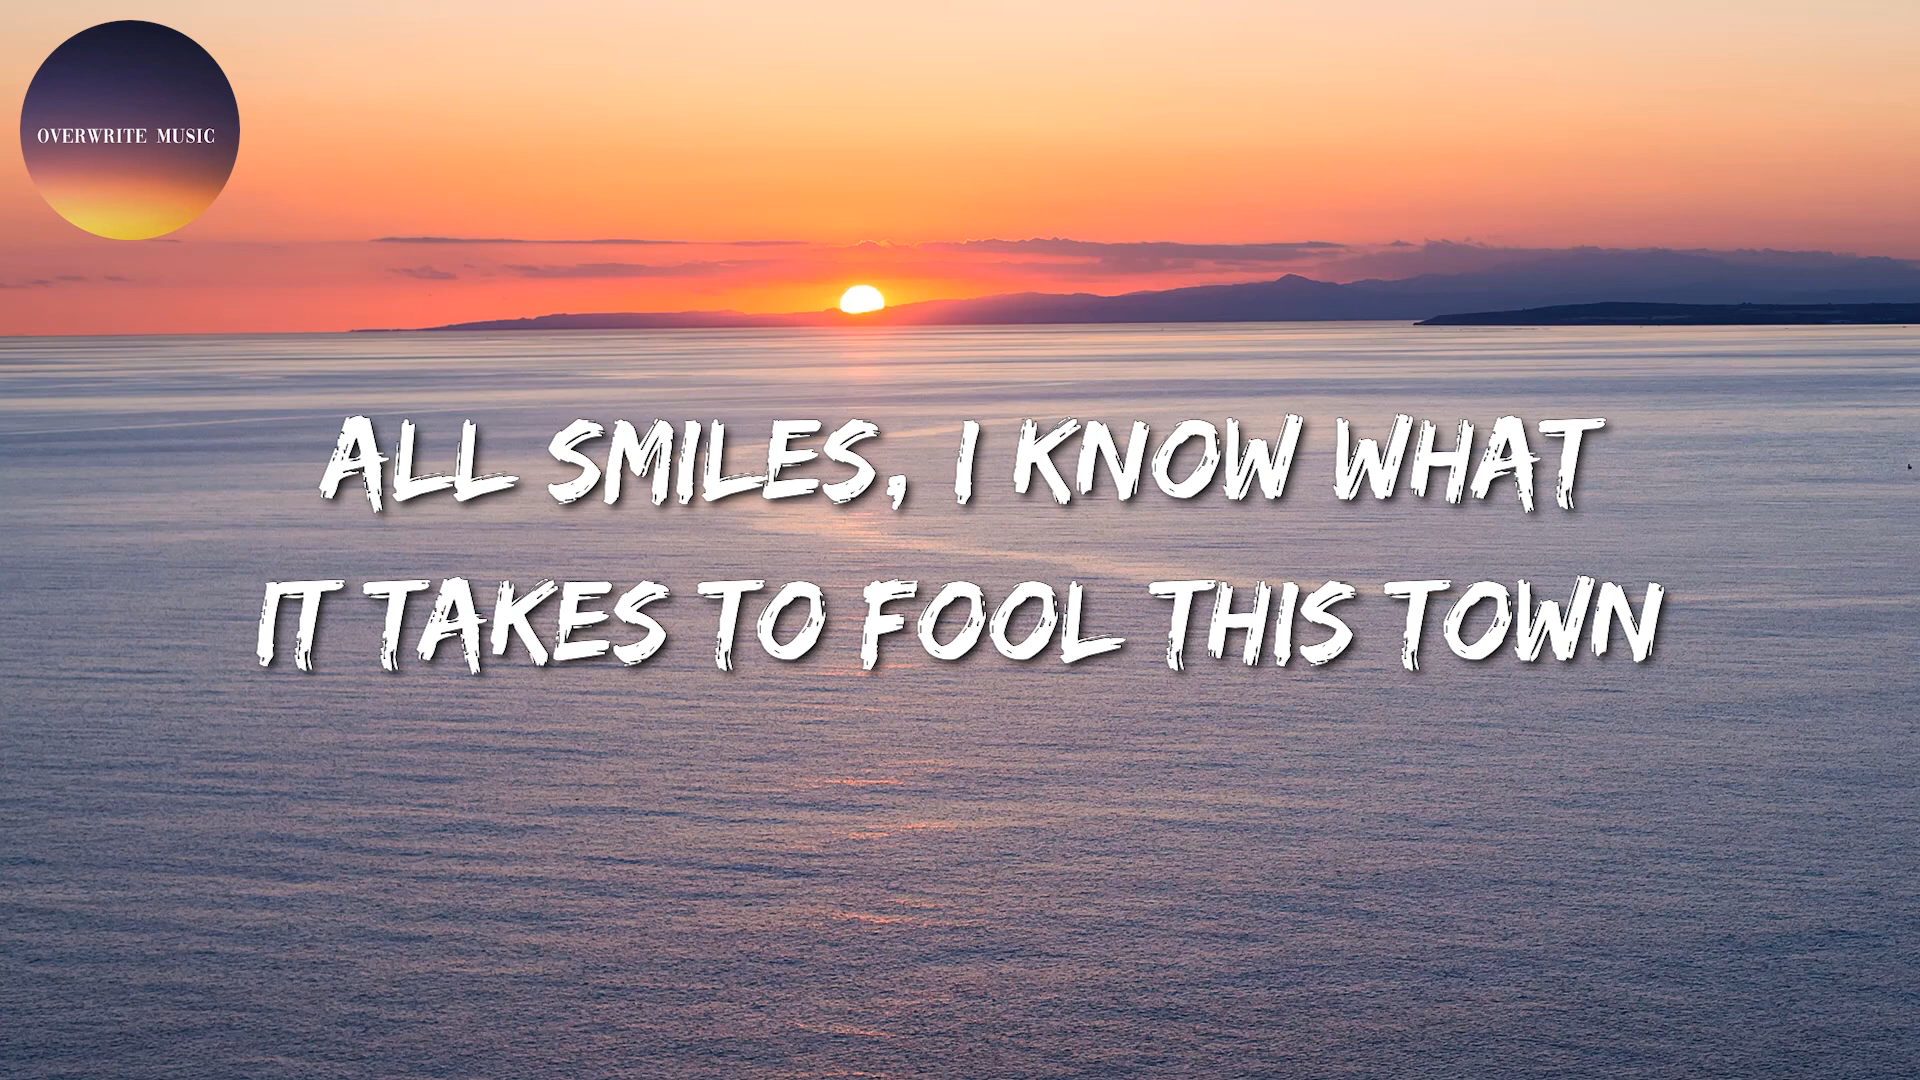 OVERWRITE MUSIC
ALL SMILES, I KNOW WHAT
IT TAKES TO FOOL THIS TOWN